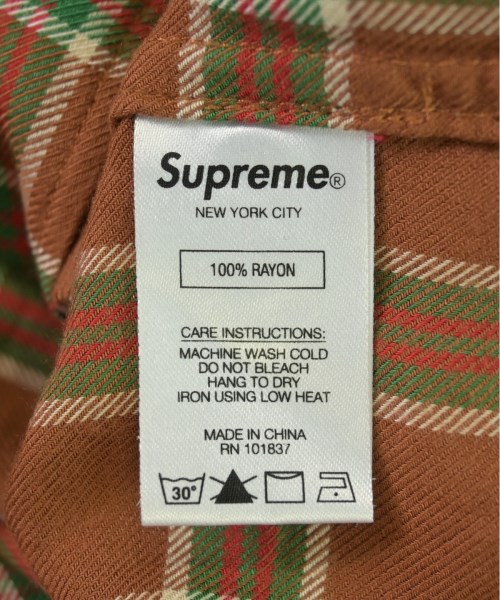 Supreme®
NEW YORK CITY
100% RAYON
CARE INSTRUCTIONS:
MACHINE WASH COLD
DO NOT BLEACH
HANG TO DRY
IRON USING LOW HEAT
MADE IN CHINA
RN 101837
30°